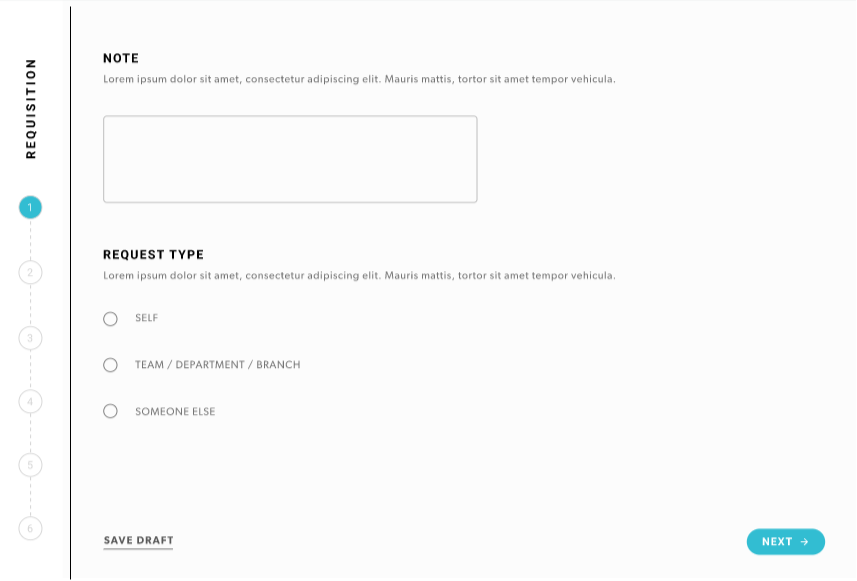 REQUISITION
1
2
3
4
5
6
NOTE
Lorem ipsum dolor sit amet, consectetur adipiscing elit. Mauris mattis, tortor sit amet tempor vehicula.
REQUEST TYPE
Lorem ipsum dolor sit amet, consectetur adipiscing elit. Mauris mattis, tortor sit amet tempor vehicula.
SELF
TEAM / DEPARTMENT / BRANCH
SOMEONE ELSE
SAVE DRAFT
NEXT →